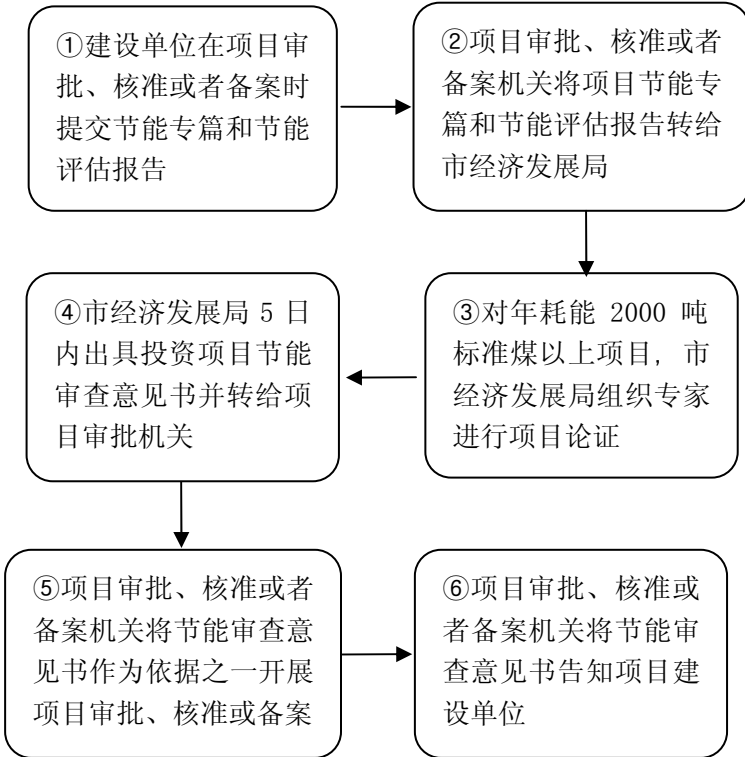 ①建设单位在项目审
批、核准或者备案时
提交节能专篇和节能
评估报告
②项目审批、核准或者
备案机关将项目节能专
篇和节能评估报告转给
市经济发展局
③对年耗能 2000 吨
标准煤以上项目，市
经济发展局组织专家
进行项目论证
④市经济发展局 5 日
内出具投资项目节能
审查意见书并转给项
目审批机关
⑤项目审批、核准或者
备案机关将节能审查意
见书作为依据之一开展
项目审批、核准或备案
⑥项目审批、核准或
者备案机关将节能审
查意见书告知项目建
设单位